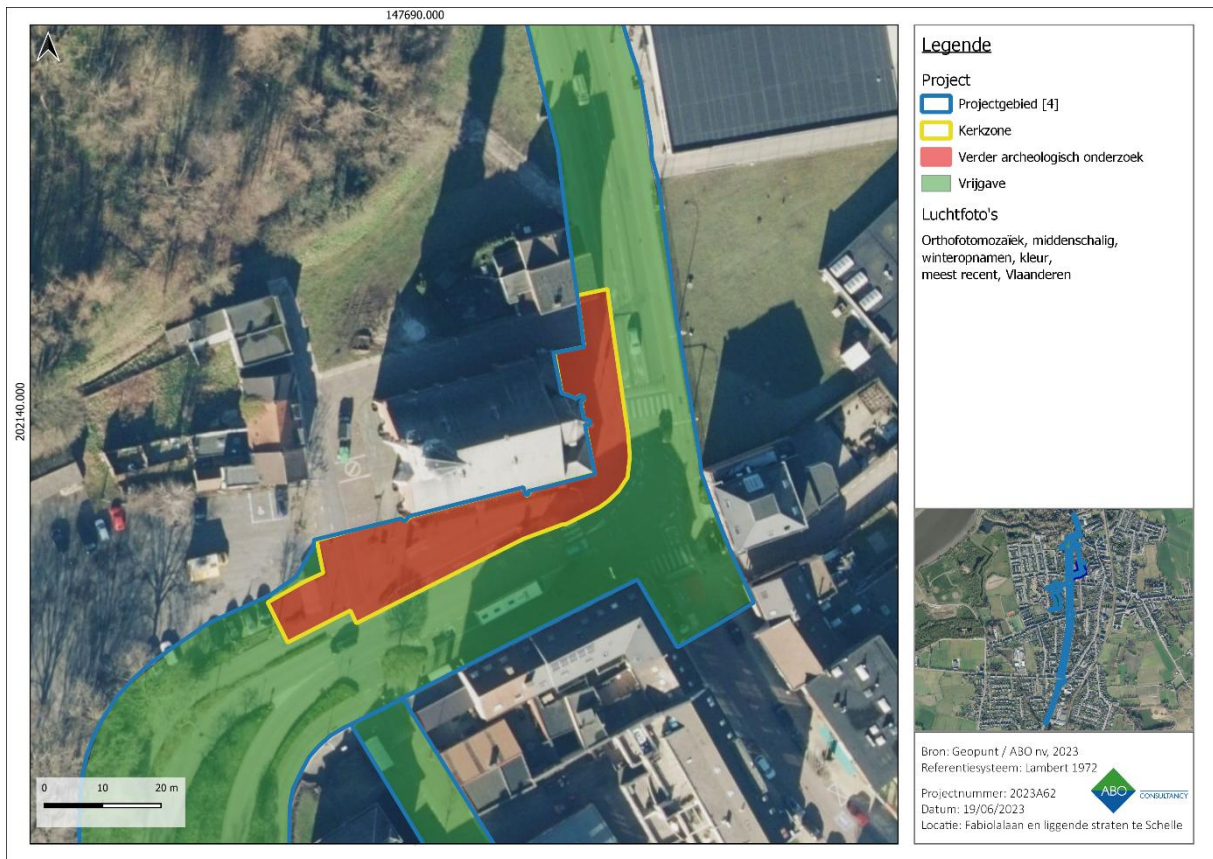 147690.000
202140.000
0 10 20 m
Legende
Project
Projectgebied [4]
Kerkzone
Verder archeologisch onderzoek
Vrijgave
Luchtfoto's
Orthofotomozaïek, middenschalig,
winteropnamen, kleur,
meest recent, Vlaanderen
Bron: Geopunt / ABO nv, 2023
Referentiesysteem: Lambert 1972
Projectnummer: 2023A62
Datum: 19/06/2023
Locatie: Fabiolalaan en liggende straten te Schelle
ABO CONSULTANCY